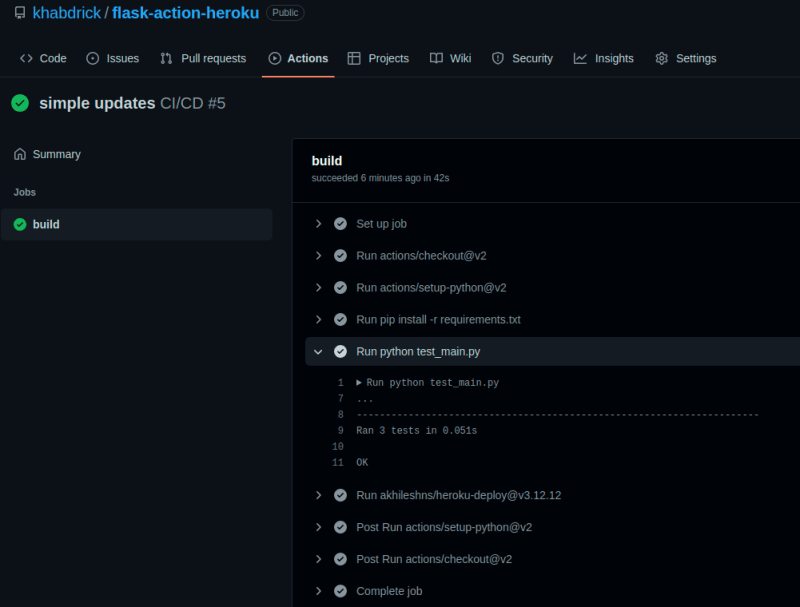 khabdrick / flask-action-heroku Public
Code Issues Pull requests Actions Projects Wiki Security Insights Settings
simple updates CI/CD #5
Summary
Jobs
build
build
succeeded 6 minutes ago in 42s
Set up job
Run actions/checkout@v2
Run actions/setup-python@v2
Run pip install -r requirements.txt
Run python test_main.py
1 Run python test_main.py
7 ...
8 ----------------------------------------------------------------------
9 Ran 3 tests in 0.051s
10
11 OK
Run akhileshns/heroku-deploy@v3.12.12
Post Run actions/setup-python@v2
Post Run actions/checkout@v2
Complete job